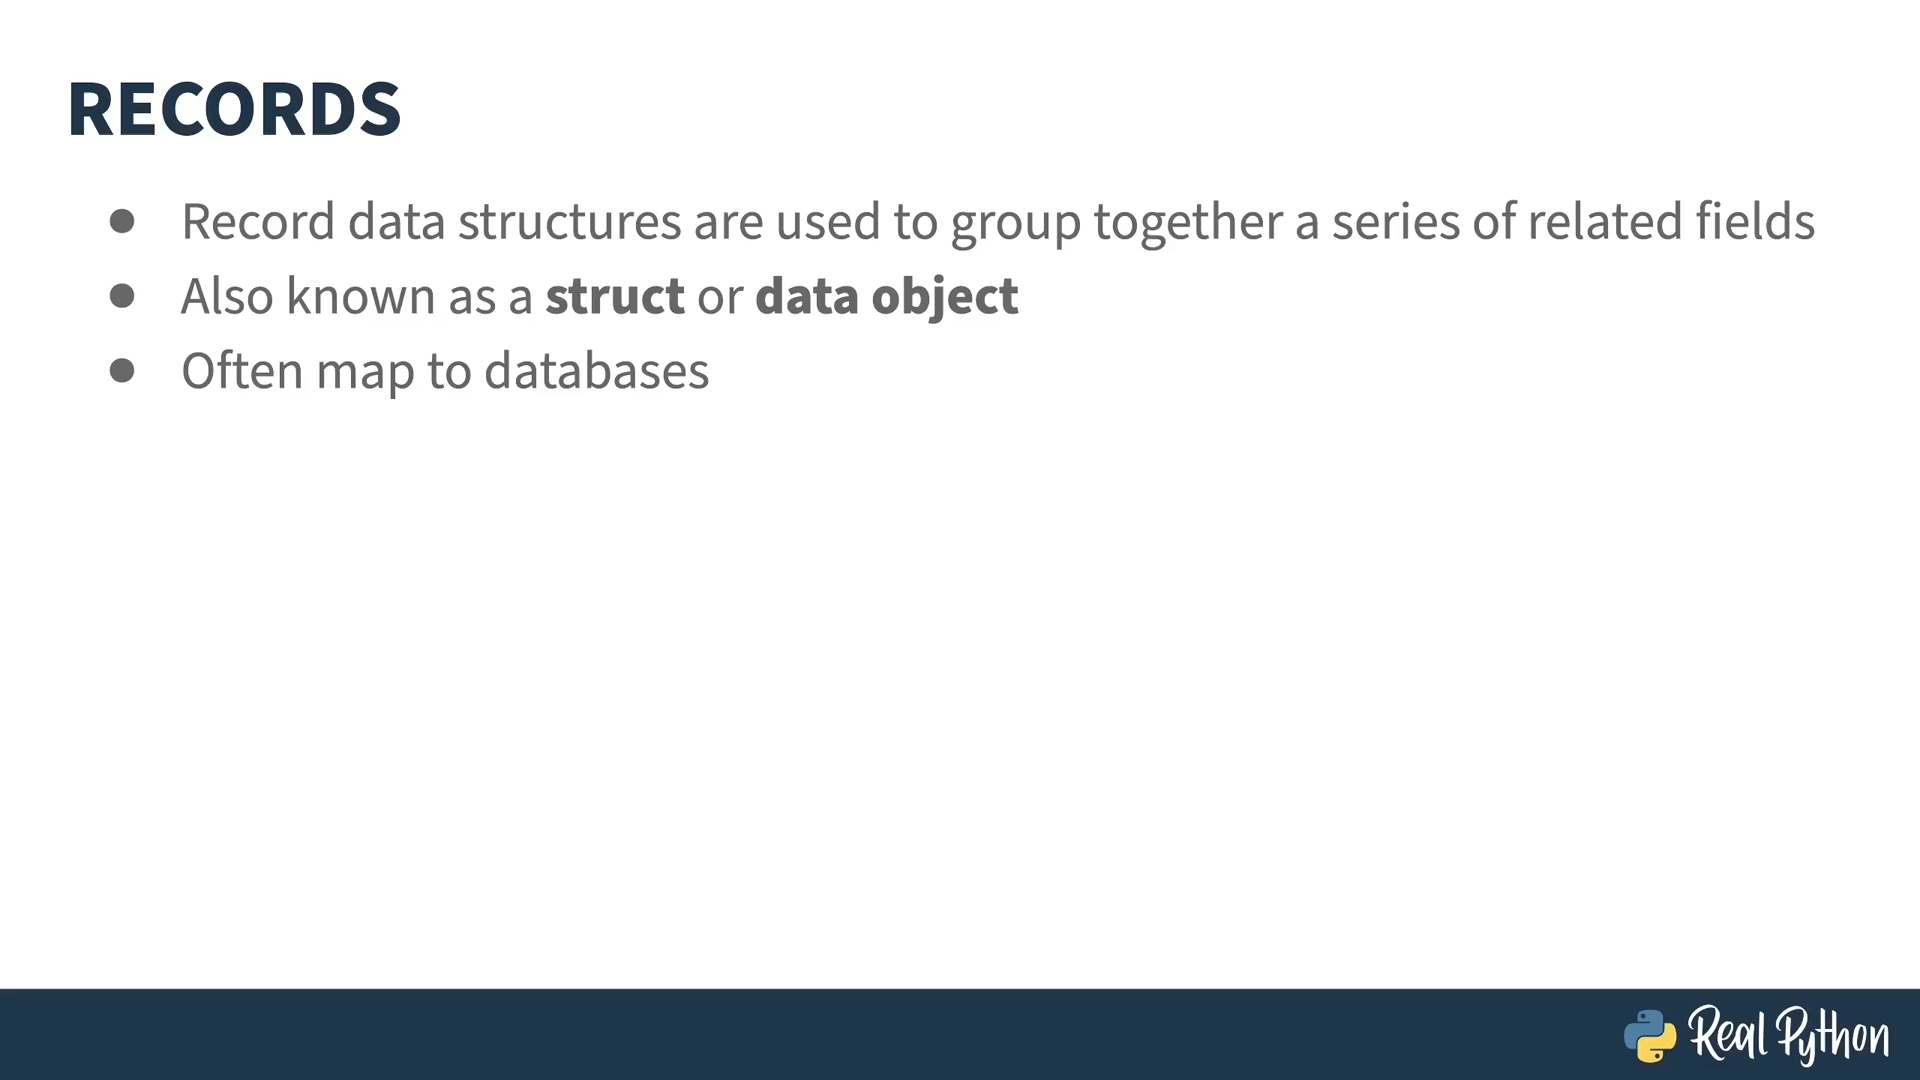 RECORDS
● Record data structures are used to group together a series of related fields
● Also known as a struct or data object
● Often map to databases
Real Python